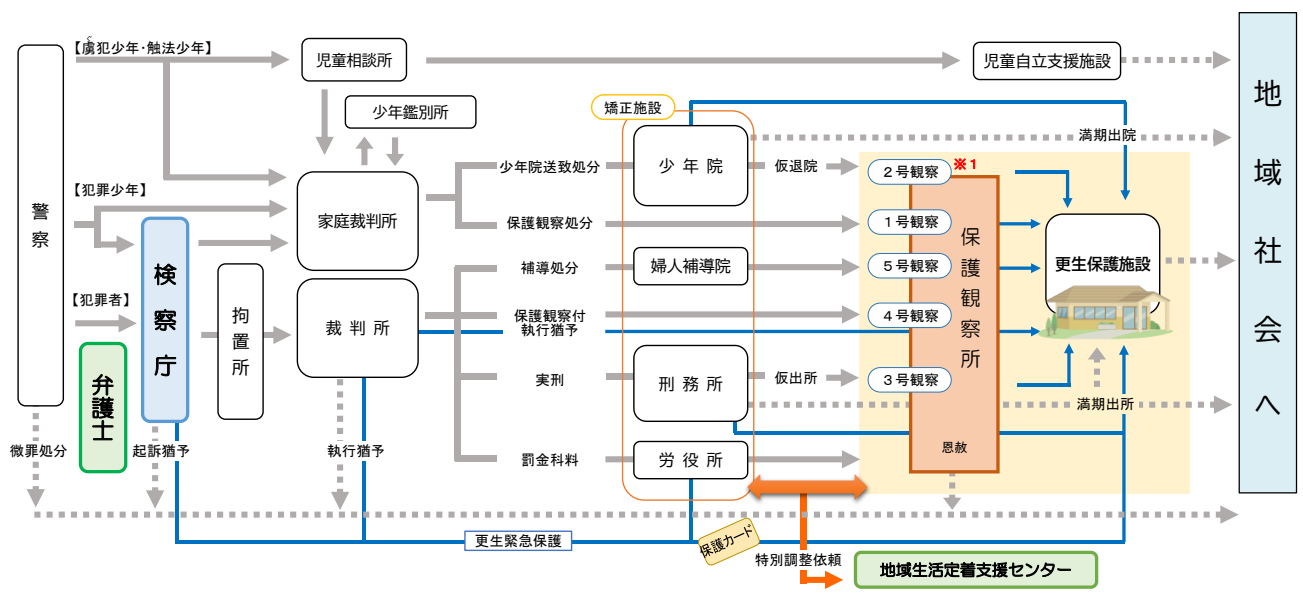 【虞犯少年・触法少年】
児童相談所
児童自立支援施設
少年鑑別所
矯正施設
少年院
満期出院
少年院送致処分
仮退院
2号観察
※1
【犯罪少年】
警察
家庭裁判所
保護観察処分
1号観察
保護観察所
更生保護施設
地域社会へ
検察庁
補導処分
婦人補導院
5号観察
【犯罪者】
拘置所
裁判所
保護観察付
執行猶予
4号観察
弁護士
実刑
刑務所
仮出所
3号観察
満期出所
微罪処分
起訴猶予
執行猶予
罰金科料
労役所
恩赦
更生緊急保護
保護カード
特別調整依頼
地域生活定着支援センター